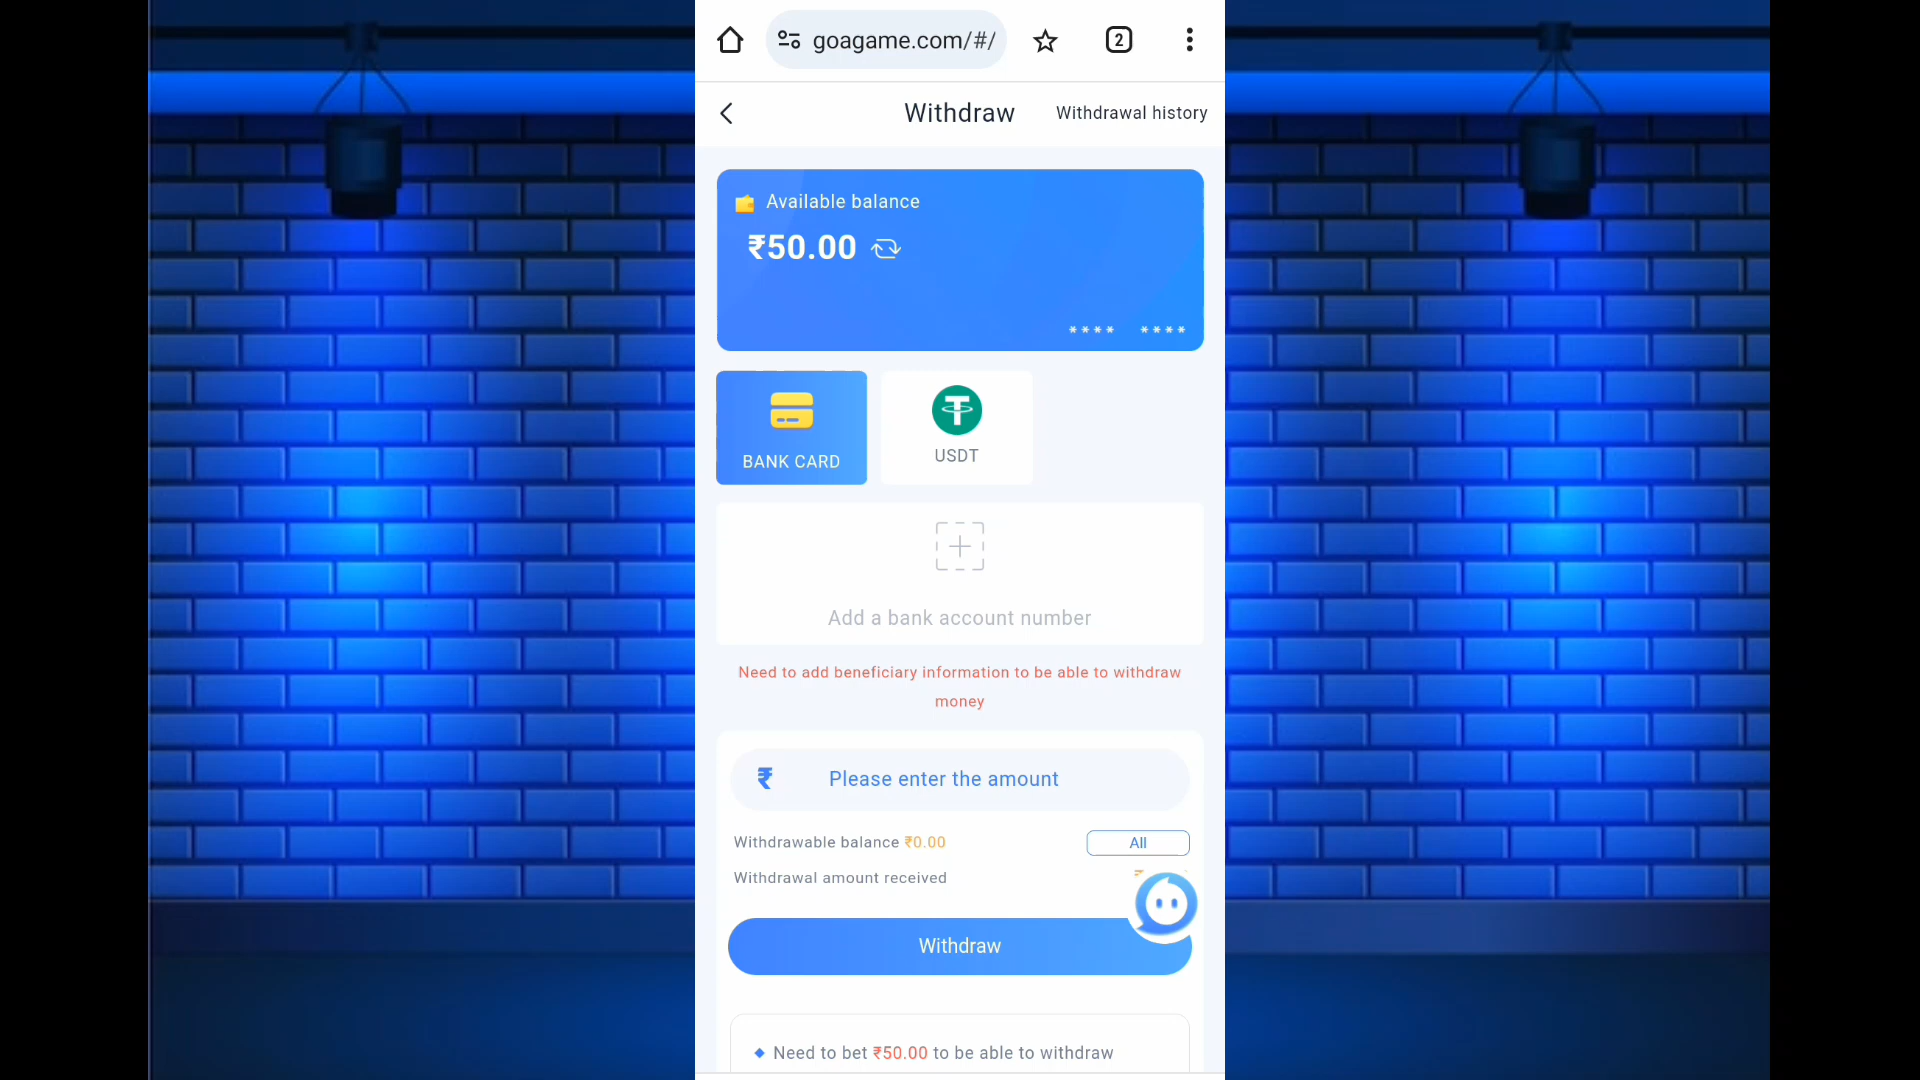 goagame.com/#/
2
Withdraw
Withdrawal history
Available balance
₹50.00
**** ****
BANK CARD
USDT
Add a bank account number
Need to add beneficiary information to be able to withdraw
money
₹ Please enter the amount
Withdrawable balance ₹0.00
All
Withdrawal amount received
Withdraw
Need to bet ₹50.00 to be able to withdraw